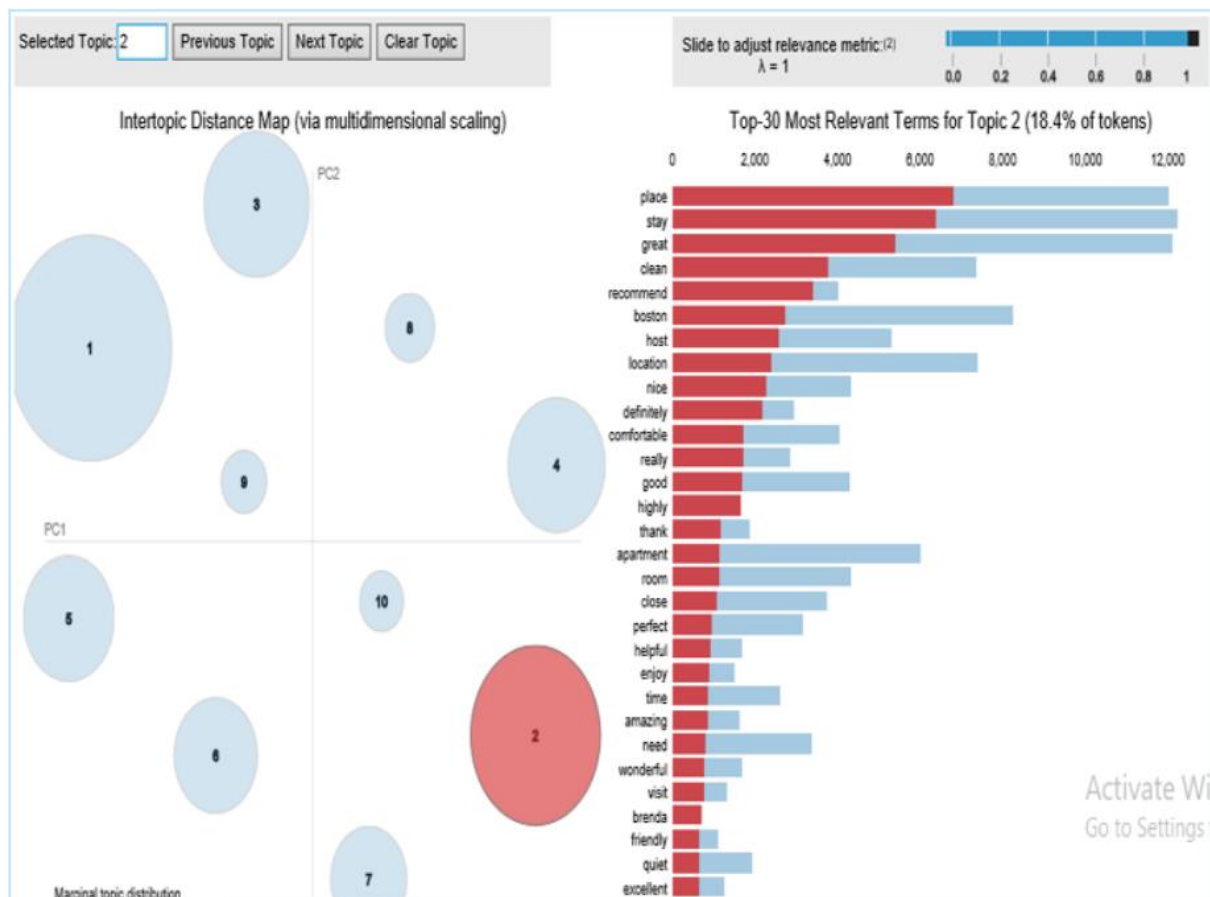 Selected Topic: 2 Previous Topic Next Topic Clear Topic
Slide to adjust relevance metric:(2)
λ = 1
0.0 0.2 0.4 0.6 0.8 1
Intertopic Distance Map (via multidimensional scaling)
PC2
3
8
1
4
9
PC1
5
10
6
2
7
Marginal topic distribution
Top-30 Most Relevant Terms for Topic 2 (18.4% of tokens)
0 2,000 4,000 6,000 8,000 10,000 12,000
place
stay
great
clean
recommend
boston
host
location
nice
definitely
comfortable
really
good
highly
thank
apartment
room
close
perfect
helpful
enjoy
time
amazing
need
wonderful
visit
brenda
friendly
quiet
excellent
Activate Wi
Go to Settings